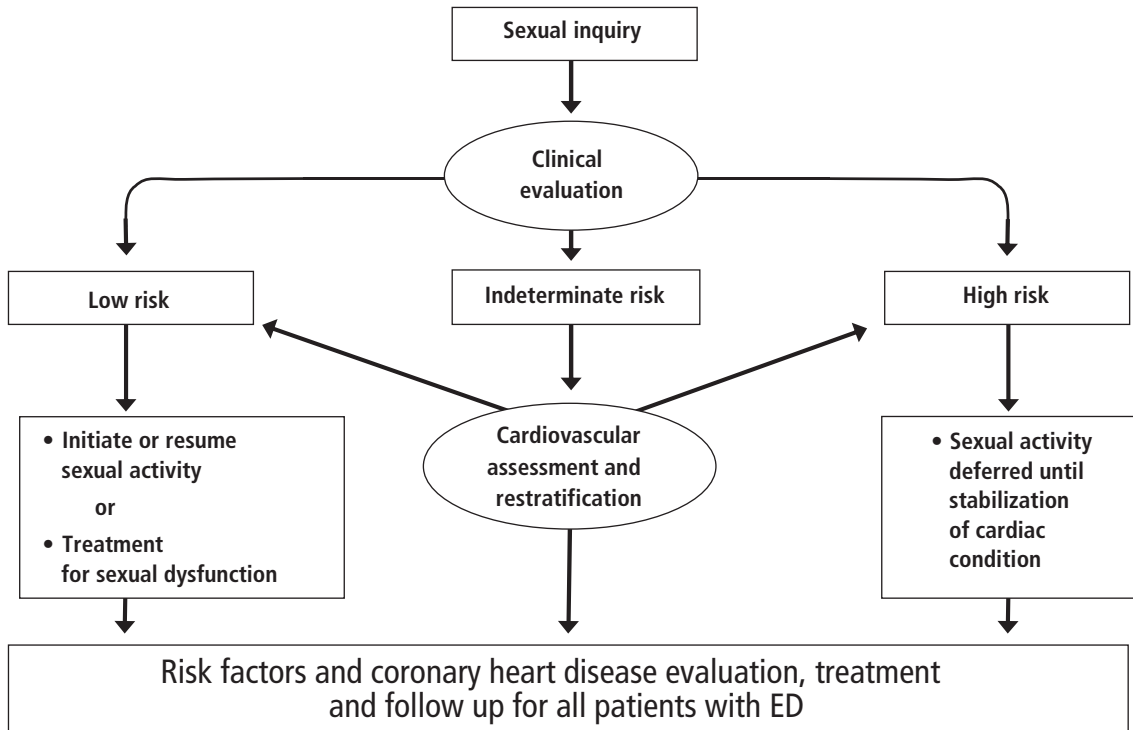 Sexual inquiry
Clinical
evaluation
Low risk
Indeterminate risk
High risk
• Initiate or resume
sexual activity
or
• Treatment
for sexual dysfunction
Cardiovascular
assessment and
restratification
• Sexual activity
deferred until
stabilization
of cardiac
condition
Risk factors and coronary heart disease evaluation, treatment
and follow up for all patients with ED